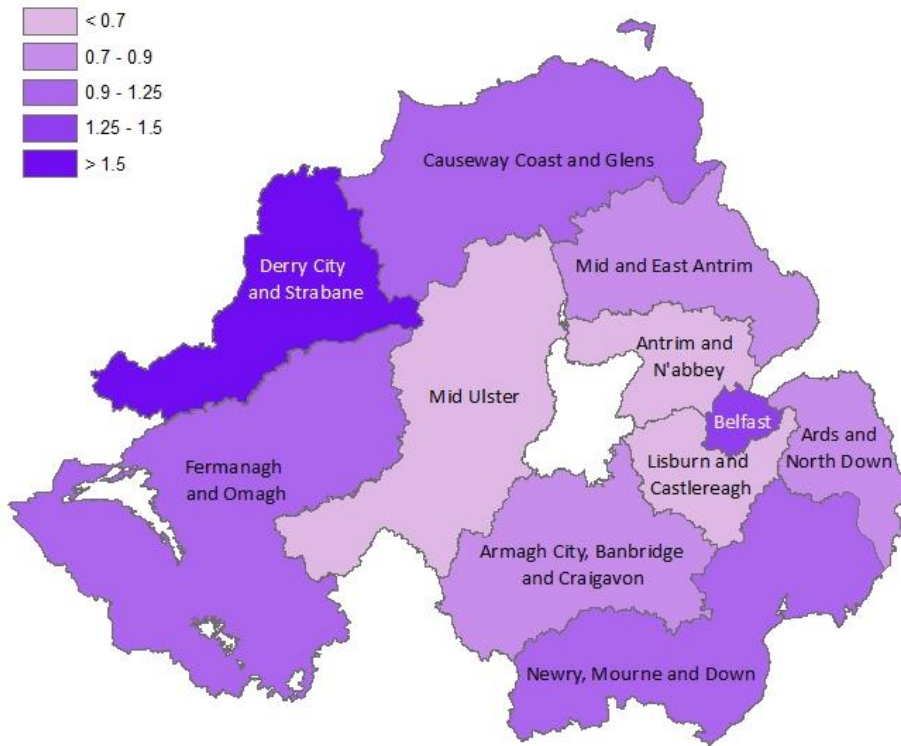 < 0.7
0.7 - 0.9
0.9 - 1.25
1.25 - 1.5
> 1.5
Causeway Coast and Glens
Derry City
and Strabane
Mid and East Antrim
Antrim and
N'abbey
Mid Ulster
Belfast
Ards and
North Down
Lisburn and
Castlereagh
Fermanagh
and Omagh
Armagh City, Banbridge
and Craigavon
Newry, Mourne and Down